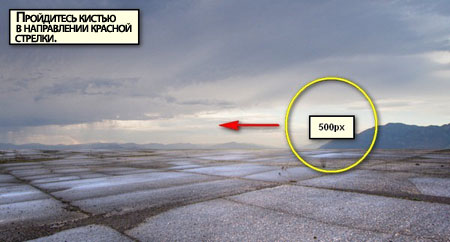 Пройдитесь кистью
в направлении красной
стрелки.
500px